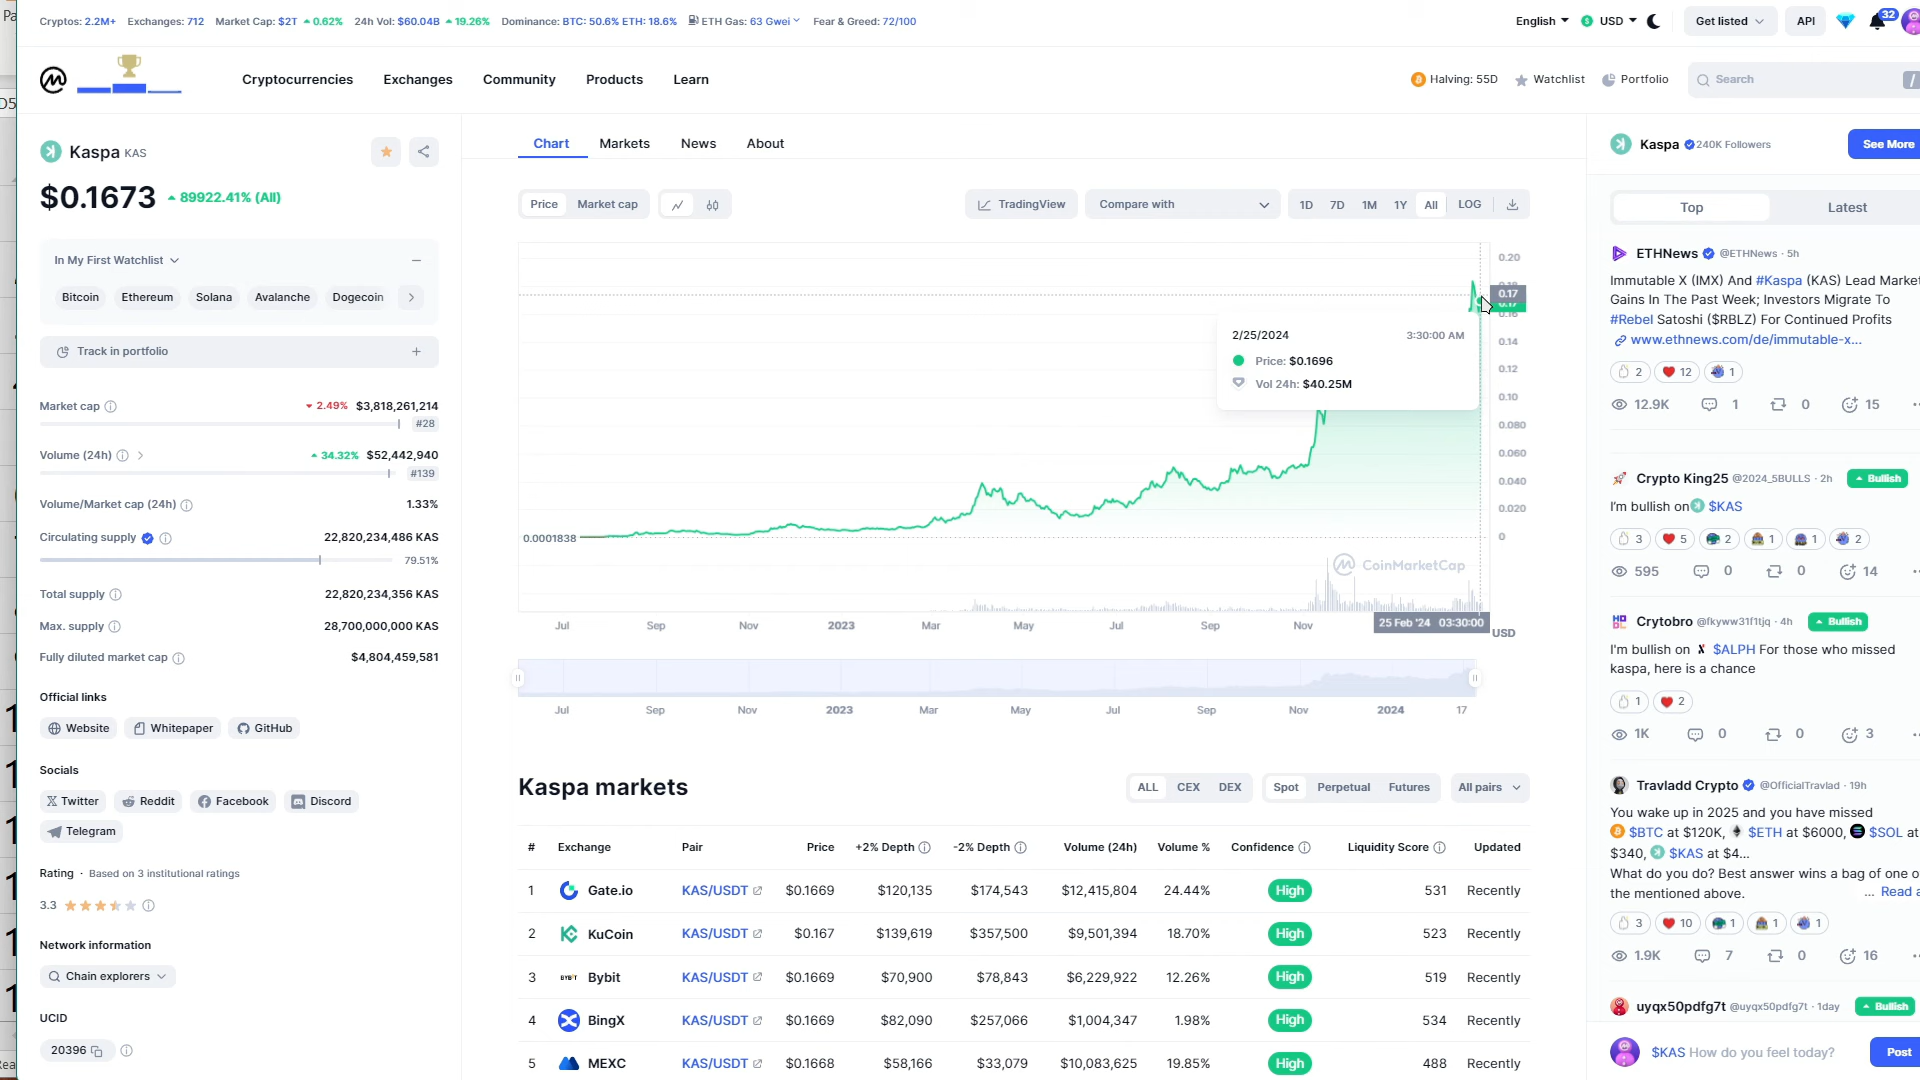 Cryptos: 2.2M+ Exchanges: 712 Market Cap: $2T 0.62% 24h Vol: $60.04B 19.26% Dominance: BTC: 50.6% ETH: 18.6% ETH Gas: 63 Gwei Fear & Greed: 72/100
English USD Get listed API 32
Cryptocurrencies Exchanges Community Products Learn
Halving: 55D Watchlist Portfolio Search /
Kaspa KAS
$0.1673 89922.41% (All)
In My First Watchlist
Bitcoin Ethereum Solana Avalanche Dogecoin
Track in portfolio +
Market cap 2.49% $3,818,261,214
#28
Volume (24h) 34.32% $52,442,940
#139
Volume/Market cap (24h) 1.33%
Circulating supply 22,820,234,486 KAS
79.51%
Total supply 22,820,234,356 KAS
Max. supply 28,700,000,000 KAS
Fully diluted market cap $4,804,459,581
Official links
Website Whitepaper GitHub
Socials
Twitter Reddit Facebook Discord
Telegram
Rating · Based on 3 institutional ratings
3.3
Network information
Chain explorers
UCID
20396
Chart Markets News About
Price Market cap TradingView Compare with 1D 7D 1M 1Y All LOG
0.20
0.17
0.16
0.14
0.12
0.10
0.080
0.060
0.040
0.020
0
2/25/2024 3:30:00 AM
Price: $0.1696
Vol 24h: $40.25M
0.0001838
CoinMarketCap
Jul Sep Nov 2023 Mar May Jul Sep Nov 25 Feb '24 03:30:00 USD
Jul Sep Nov 2023 Mar May Jul Sep Nov 2024 17
Kaspa markets ALL CEX DEX Spot Perpetual Futures All pairs
# Exchange Pair Price +2% Depth -2% Depth Volume (24h) Volume % Confidence Liquidity Score Updated
1 Gate.io KAS/USDT $0.1669 $120,135 $174,543 $12,415,804 24.44% High 531 Recently
2 KuCoin KAS/USDT $0.167 $139,619 $357,500 $9,501,394 18.70% High 523 Recently
3 Bybit KAS/USDT $0.1669 $70,900 $78,843 $6,229,922 12.26% High 519 Recently
4 BingX KAS/USDT $0.1669 $82,090 $257,066 $1,004,347 1.98% High 534 Recently
5 MEXC KAS/USDT $0.1668 $58,166 $33,079 $10,083,625 19.85% High 488 Recently
Kaspa 240K Followers See More
Top Latest
ETHNews @ETHNews · 5h
Immutable X (IMX) And #Kaspa (KAS) Lead Market
Gains In The Past Week; Investors Migrate To
#Rebel Satoshi ($RBLZ) For Continued Profits
www.ethnews.com/de/immutable-x...
2 12 1
12.9K 1 0 15
Crypto King25 @2024_5BULLS · 2h Bullish
I'm bullish on $KAS
3 5 2 1 1 2
595 0 0 14
Crytobro @fkyww31f1tjq · 4h Bullish
I'm bullish on $ALPH For those who missed
kaspa, here is a chance
1 2
1K 0 0 3
Travladd Crypto @OfficialTravlad · 19h
You wake up in 2025 and you have missed
$BTC at $120K, $ETH at $6000, $SOL at
$340, $KAS at $4...
What do you do? Best answer wins a bag of one o
the mentioned above. ... Read a
3 10 1 1 1
1.9K 7 0 16
uyqx50pdfg7t @uyqx50pdfg7t · 1day Bullish
$KAS How do you feel today? Post